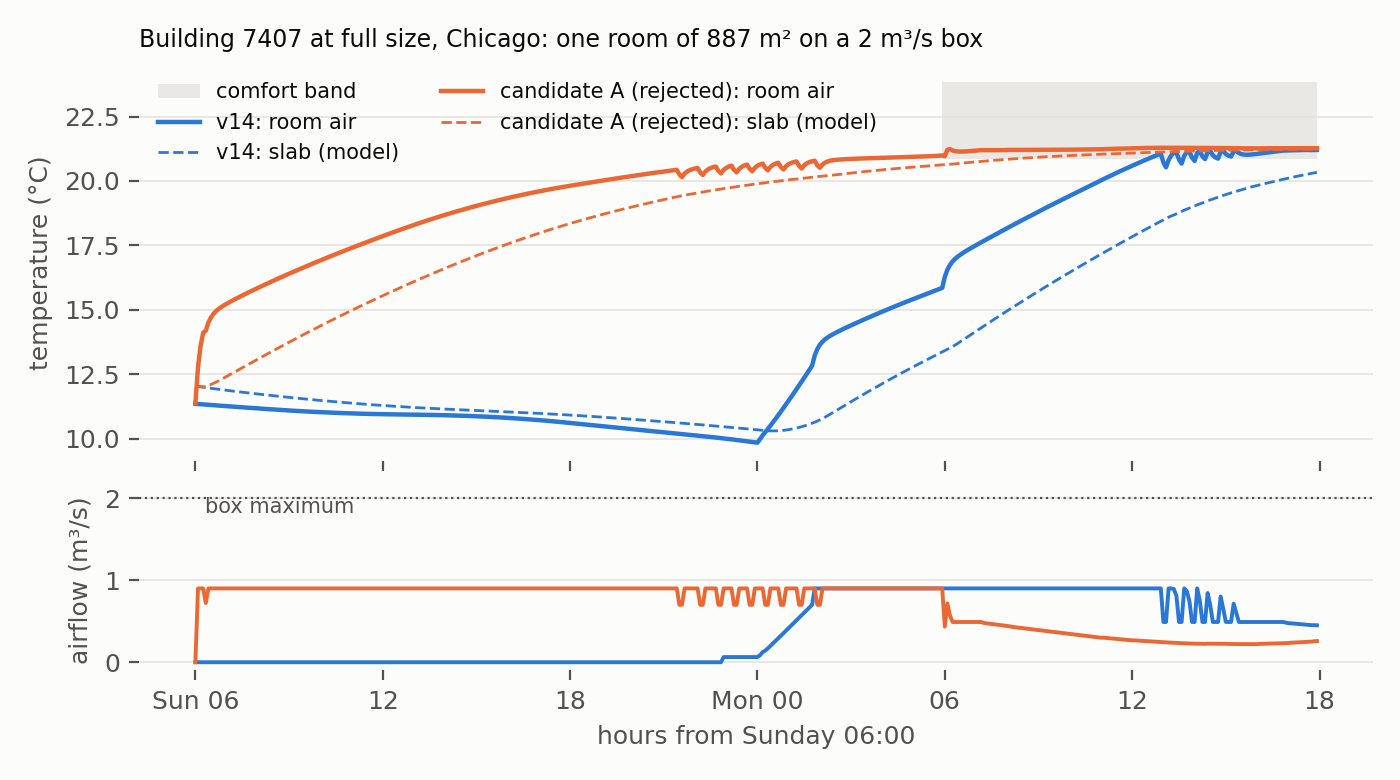 Building 7407 at full size, Chicago: one room of 887 m² on a 2 m³/s box
comfort band
v14: room air
v14: slab (model)
candidate A (rejected): room air
candidate A (rejected): slab (model)
temperature (°C)
22.5
20.0
17.5
15.0
12.5
10.0
airflow (m³/s)
2
1
0
box maximum
Sun 06 12 18 Mon 00 06 12 18
hours from Sunday 06:00